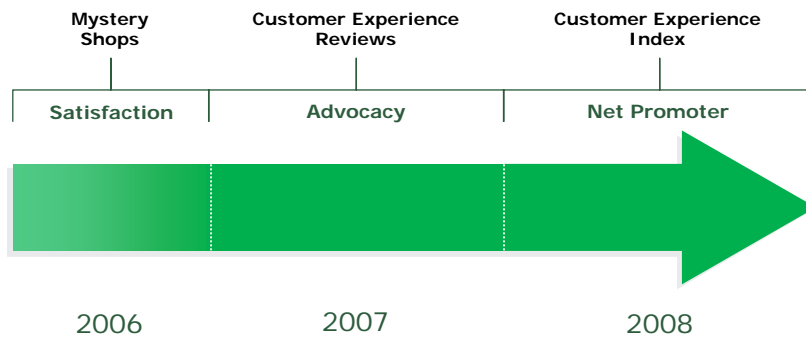 Mystery
Shops
Customer Experience
Reviews
Customer Experience
Index
Satisfaction
Advocacy
Net Promoter
2006
2007
2008